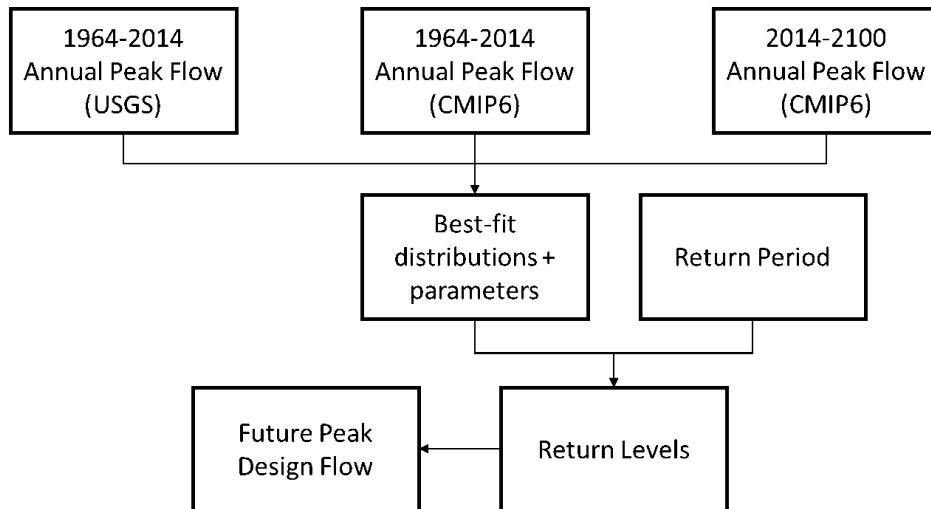 1964-2014
Annual Peak Flow
(USGS)
1964-2014
Annual Peak Flow
(CMIP6)
2014-2100
Annual Peak Flow
(CMIP6)
Best-fit
distributions +
parameters
Return Period
Future Peak
Design Flow
Return Levels